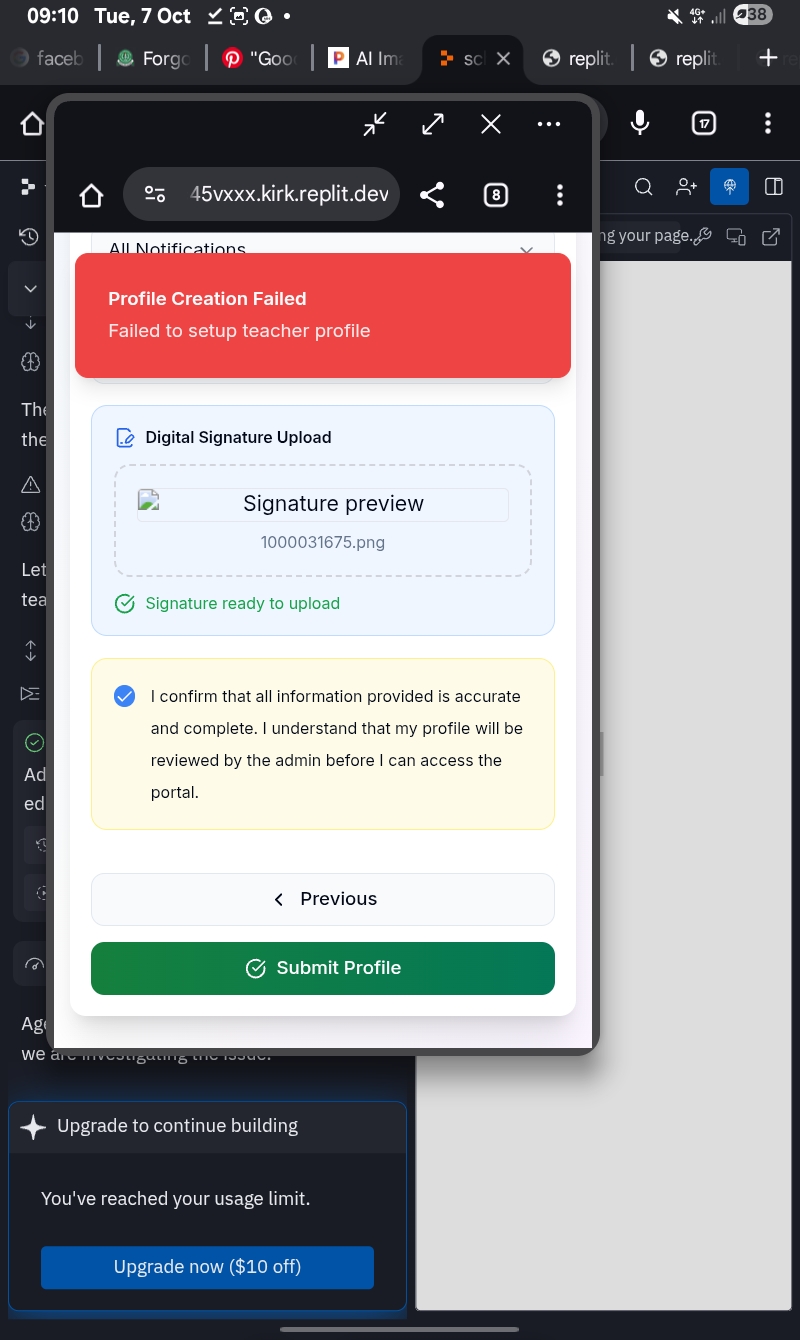 09:10 Tue, 7 Oct
4G+
38
faceb
Forgo
"Goo
AI Im
scl
replit.
replit.
17
45vxxx.kirk.replit.dev
8
ng your page..
All Notifications
Profile Creation Failed
Failed to setup teacher profile
Digital Signature Upload
Signature preview
1000031675.png
Signature ready to upload
I confirm that all information provided is accurate
and complete. I understand that my profile will be
reviewed by the admin before I can access the
portal.
Previous
Submit Profile
The
the
Let
tea
Ad
ed
Age
we are investigating the issue.
Upgrade to continue building
You've reached your usage limit.
Upgrade now ($10 off)